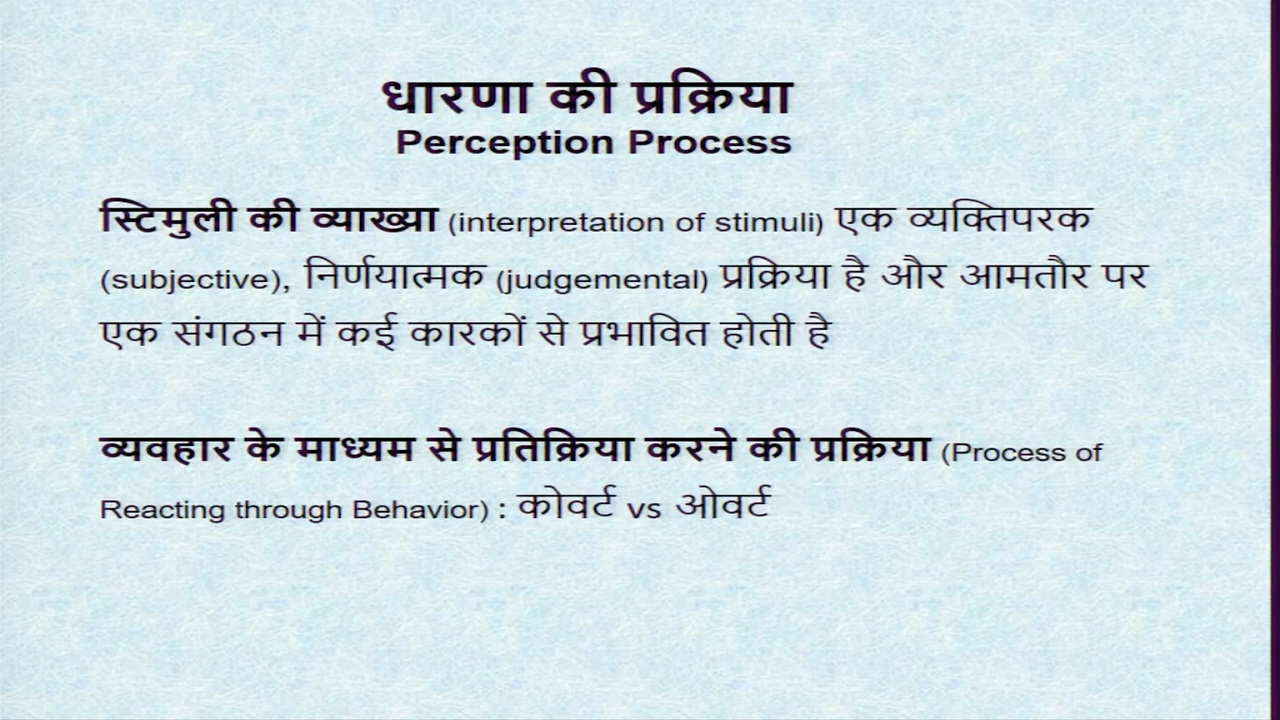 धारणा की प्रक्रिया
Perception Process
स्टिमुली की व्याख्या (interpretation of stimuli) एक व्यक्तिपरक
(subjective), निर्णयात्मक (judgemental) प्रक्रिया है और आमतौर पर
एक संगठन में कई कारकों से प्रभावित होती है
व्यवहार के माध्यम से प्रतिक्रिया करने की प्रक्रिया (Process of
Reacting through Behavior) : कोवर्ट vs ओवर्ट